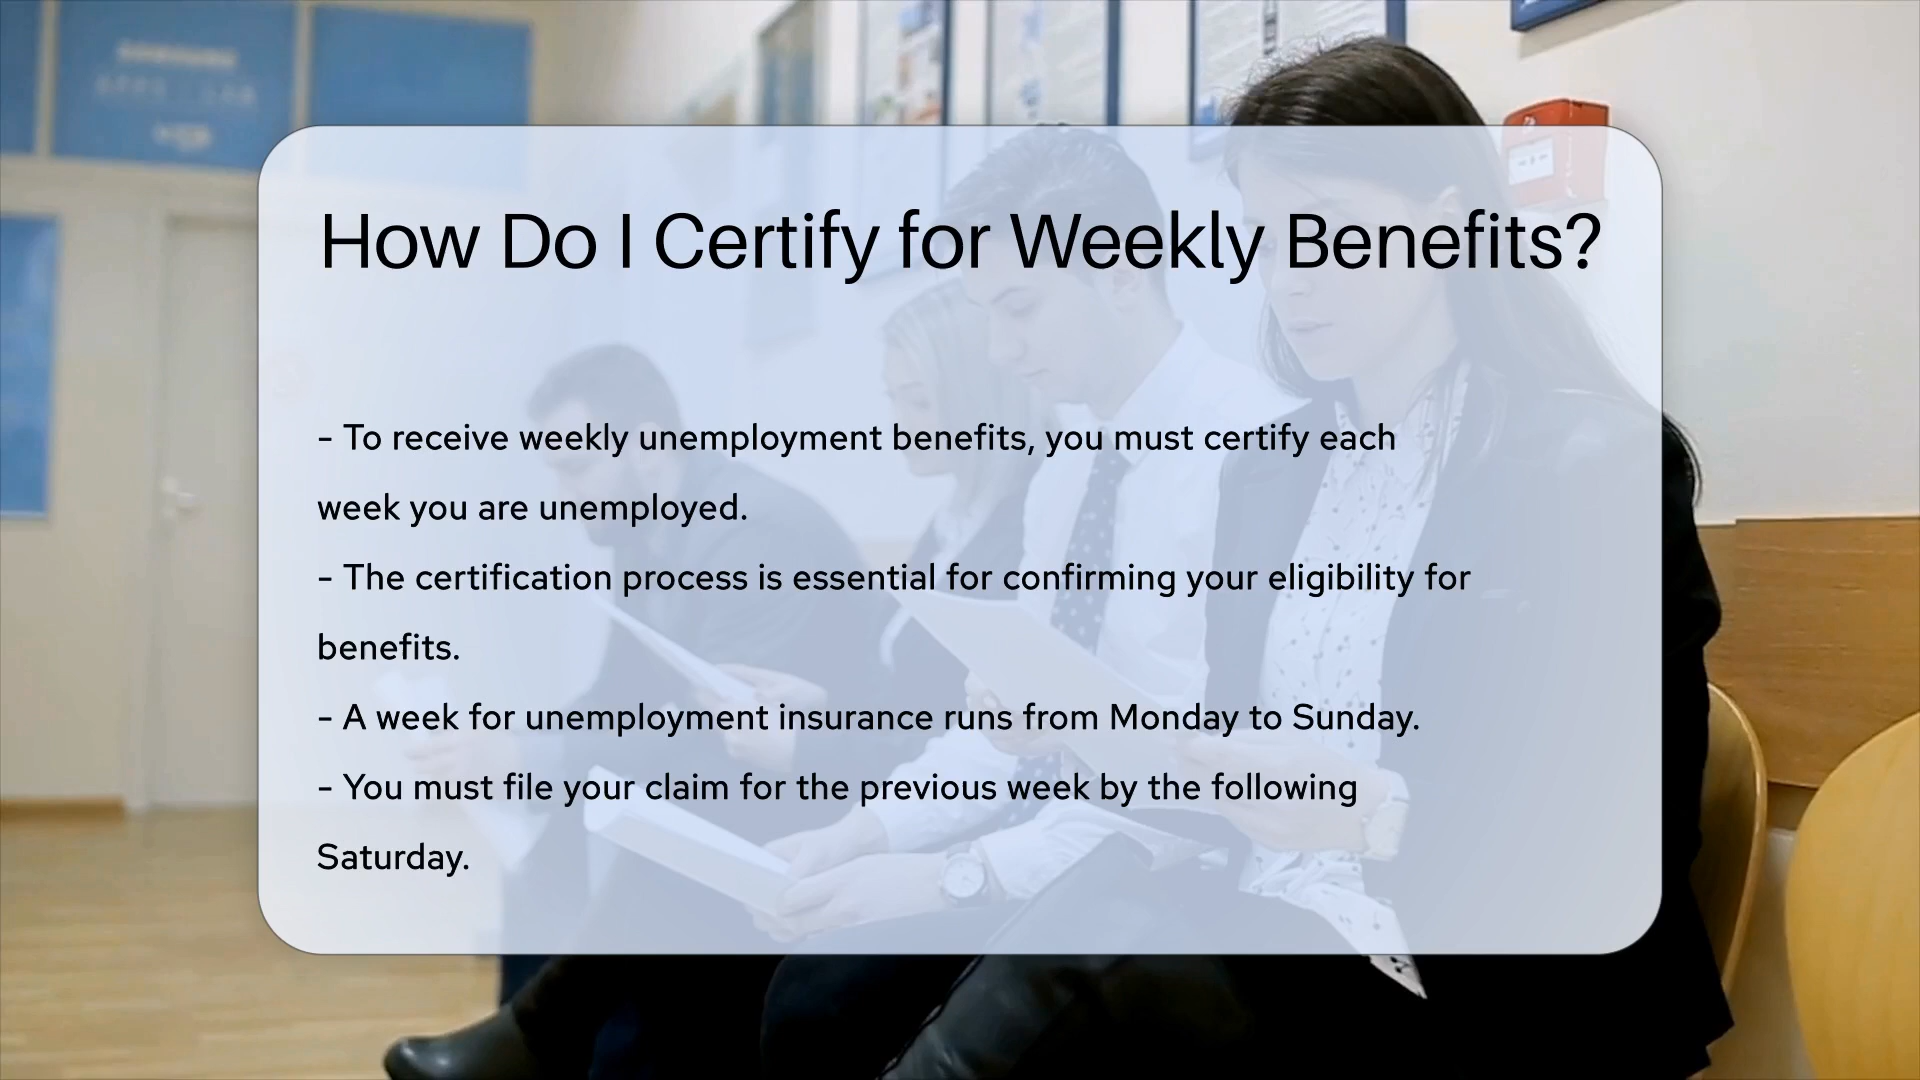 How Do I Certify for Weekly Benefits?
- To receive weekly unemployment benefits, you must certify each
week you are unemployed.
- The certification process is essential for confirming your eligibility for
benefits.
- A week for unemployment insurance runs from Monday to Sunday.
- You must file your claim for the previous week by the following
Saturday.